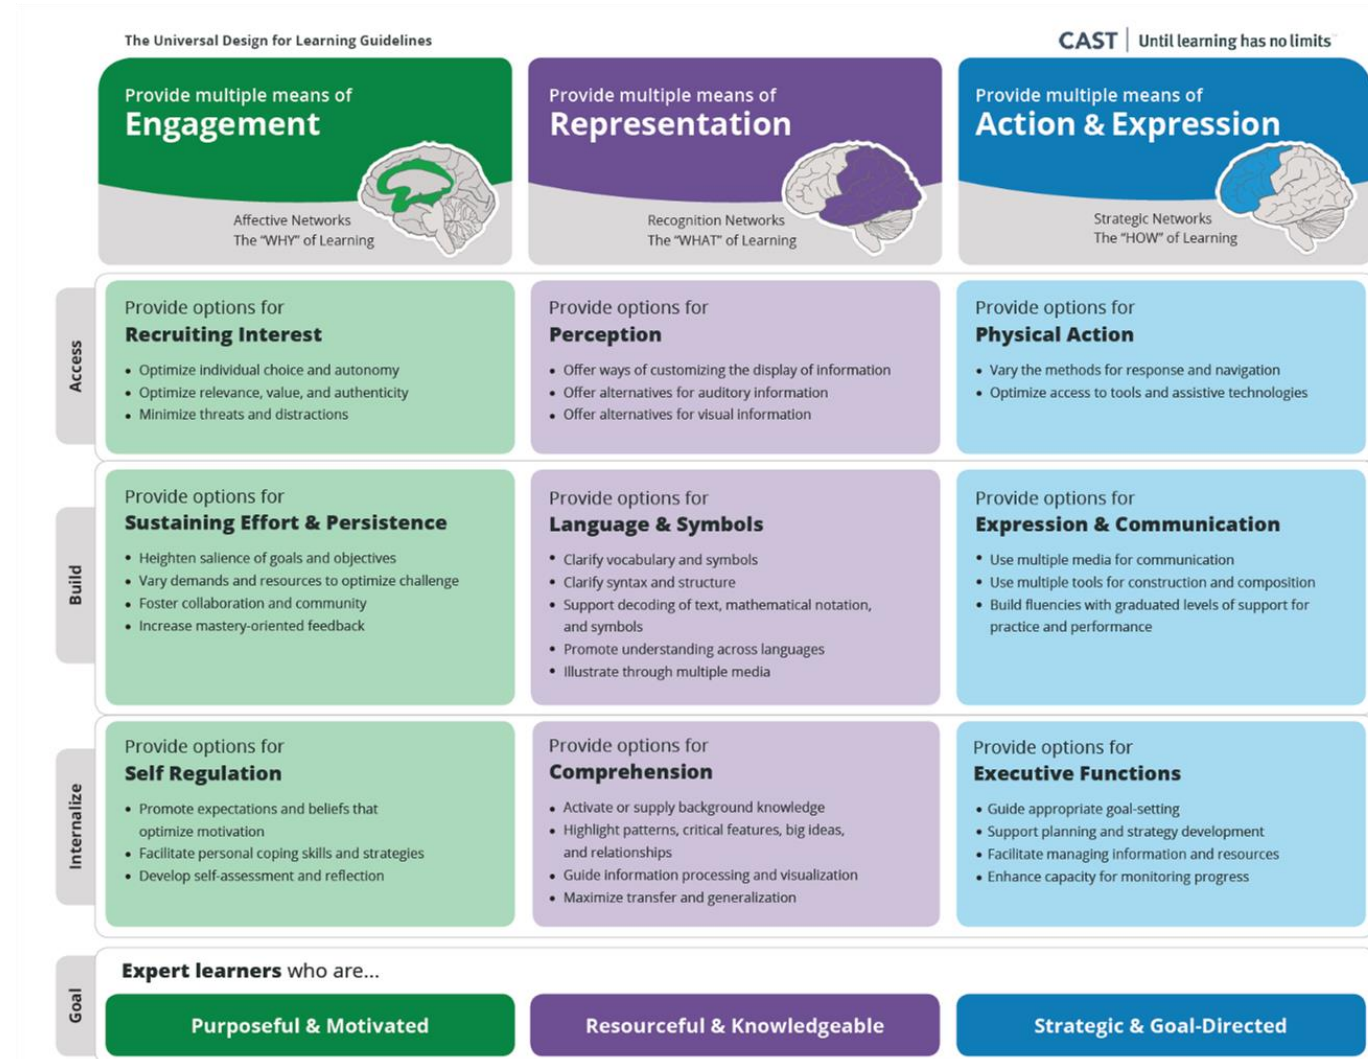 The Universal Design for Learning Guidelines
CAST | Until learning has no limits
Provide multiple means of
Engagement
Affective Networks
The “WHY” of Learning
Provide multiple means of
Representation
Recognition Networks
The “WHAT” of Learning
Provide multiple means of
Action & Expression
Strategic Networks
The “HOW” of Learning
Access
Provide options for
Recruiting Interest
• Optimize individual choice and autonomy
• Optimize relevance, value, and authenticity
• Minimize threats and distractions
Provide options for
Perception
• Offer ways of customizing the display of information
• Offer alternatives for auditory information
• Offer alternatives for visual information
Provide options for
Physical Action
• Vary the methods for response and navigation
• Optimize access to tools and assistive technologies
Build
Provide options for
Sustaining Effort & Persistence
• Heighten salience of goals and objectives
• Vary demands and resources to optimize challenge
• Foster collaboration and community
• Increase mastery-oriented feedback
Provide options for
Language & Symbols
• Clarify vocabulary and symbols
• Clarify syntax and structure
• Support decoding of text, mathematical notation,
and symbols
• Promote understanding across languages
• Illustrate through multiple media
Provide options for
Expression & Communication
• Use multiple media for communication
• Use multiple tools for construction and composition
• Build fluencies with graduated levels of support for
practice and performance
Internalize
Provide options for
Self Regulation
• Promote expectations and beliefs that
optimize motivation
• Facilitate personal coping skills and strategies
• Develop self-assessment and reflection
Provide options for
Comprehension
• Activate or supply background knowledge
• Highlight patterns, critical features, big ideas,
and relationships
• Guide information processing and visualization
• Maximize transfer and generalization
Provide options for
Executive Functions
• Guide appropriate goal-setting
• Support planning and strategy development
• Facilitate managing information and resources
• Enhance capacity for monitoring progress
Goal
Expert learners who are...
Purposeful & Motivated
Resourceful & Knowledgeable
Strategic & Goal-Directed